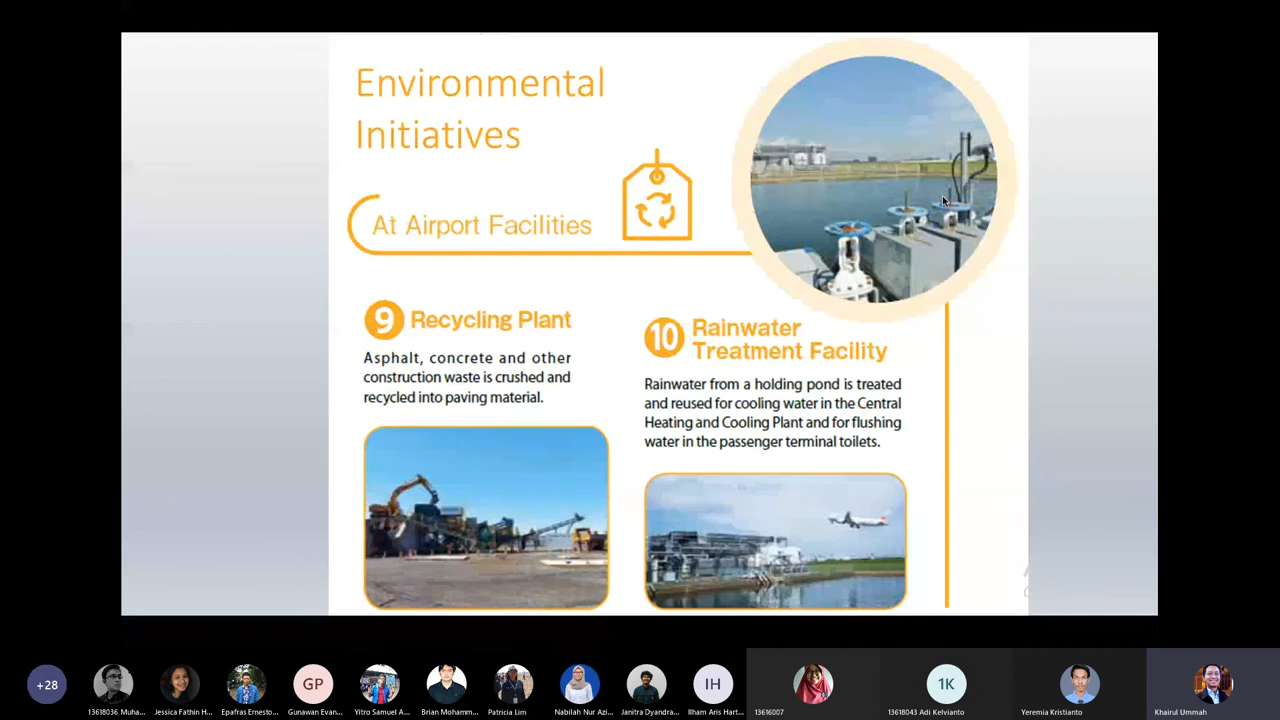 Environmental
Initiatives
At Airport Facilities
9 Recycling Plant
Asphalt, concrete and other
construction waste is crushed and
recycled into paving material.
10 Rainwater
Treatment Facility
Rainwater from a holding pond is treated
and reused for cooling water in the Central
Heating and Cooling Plant and for flushing
water in the passenger terminal toilets.
+28
GP
IH
1K
13618036 Muha...
Jessica Fathin H...
Epafras Ernesto...
Gunawan Evan...
Yitro Samuel A...
Brian Mohamm...
Patricia Lim
Nabilah Nur Azi...
Janitra Dyandra...
Ilham Aris Hart...
13616007
13618043 Adi Kelvianto
Yeremia Kristianto
Khairul Ummah